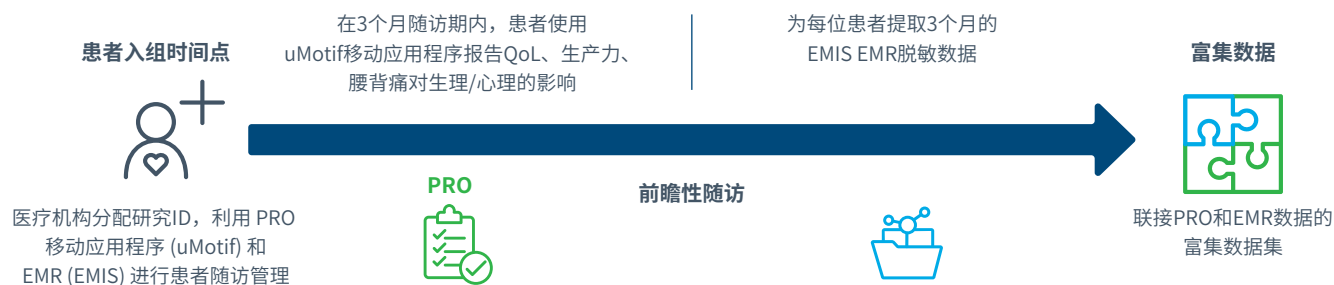 患者入组时间点
医疗机构分配研究ID，利用 PRO
移动应用程序 (uMotif) 和
EMR (EMIS) 进行患者随访管理
在3个月随访期内，患者使用
uMotif移动应用程序报告QoL、生产力、
腰背痛对生理/心理的影响
为每位患者提取3个月的
EMIS EMR脱敏数据
PRO
前瞻性随访
富集数据
联接PRO和EMR数据的
富集数据集